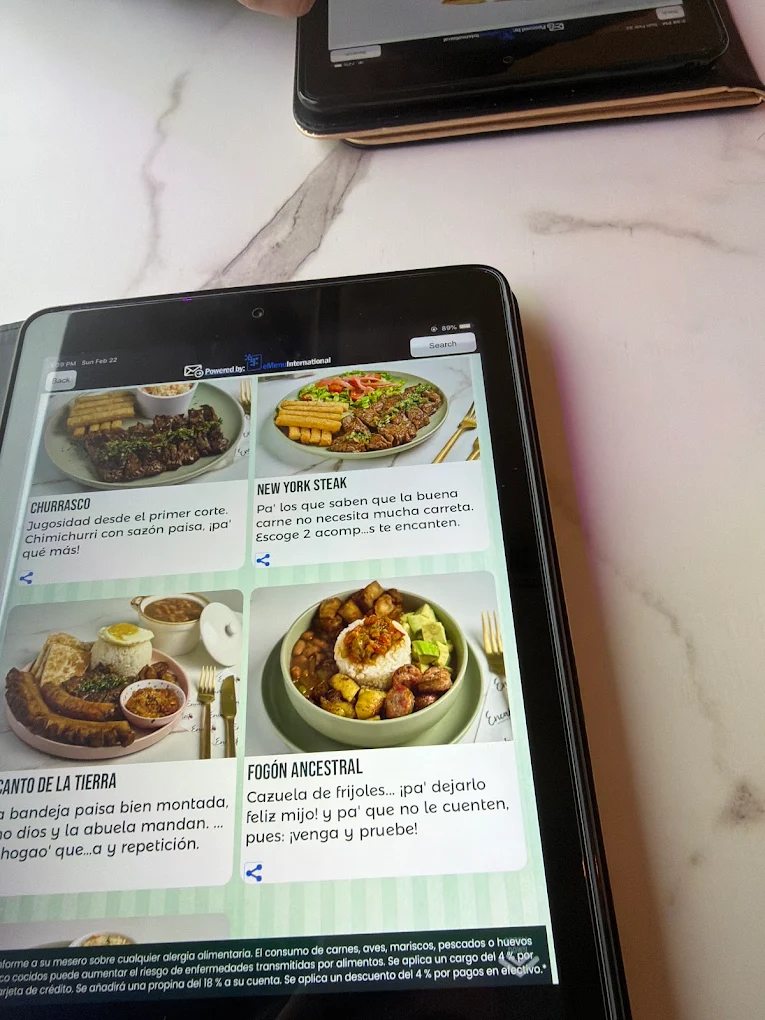 Sun Feb 22
89%
Back
Powered by: eMenu International
Search
CHURRASCO
Jugosidad desde el primer corte.
Chimichurri con sazón paisa, ¡pa'
qué más!
NEW YORK STEAK
Pa' los que saben que la buena
carne no necesita mucha carreta.
Escoge 2 acomp...s te encanten.
CANTO DE LA TIERRA
a bandeja paisa bien montada,
mo dios y la abuela mandan. ...
hogao' que...a y repetición.
FOGÓN ANCESTRAL
Cazuela de frijoles... ¡pa' dejarlo
feliz mijo! y pa' que no le cuenten,
pues: ¡venga y pruebe!
nforme a su mesero sobre cualquier alergia alimentaria. El consumo de carnes, aves, mariscos, pescados o huevos
co cocidos puede aumentar el riesgo de enfermedades transmitidas por alimentos. Se aplica un cargo del 4 % por
arjeta de crédito. Se añadirá una propina del 18 % a su cuenta. Se aplica un descuento del 4 % por pagos en efectivo.*